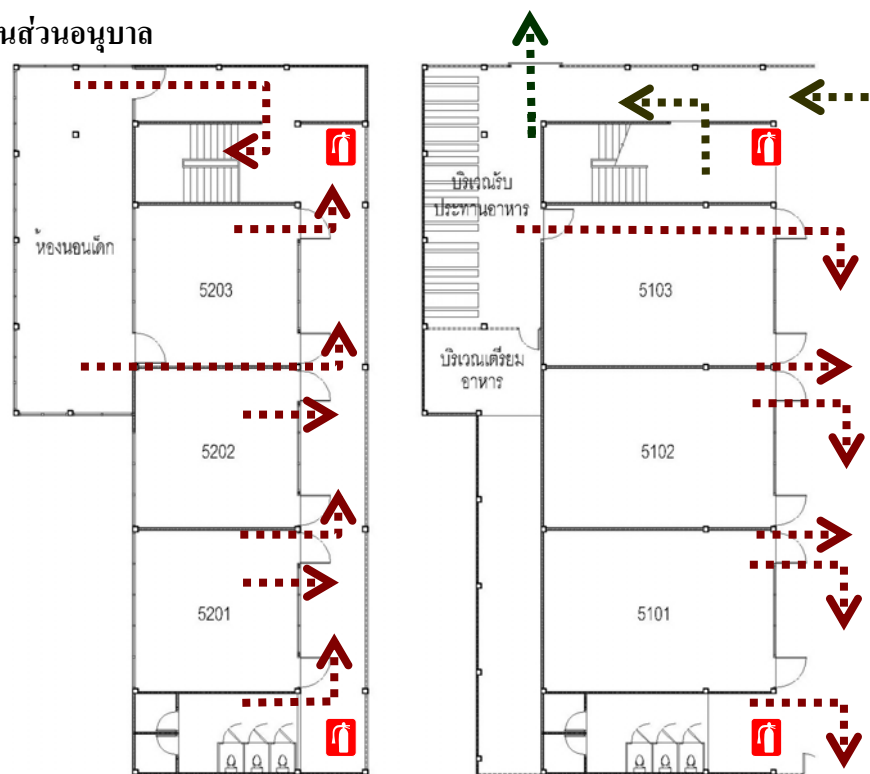 นส่วนอนุบาล
ห้องนอนเด็ก
5203
5202
5201
บริเวณรับ
ประทานอาหาร
บริเวณเตรียม
อาหาร
5103
5102
5101